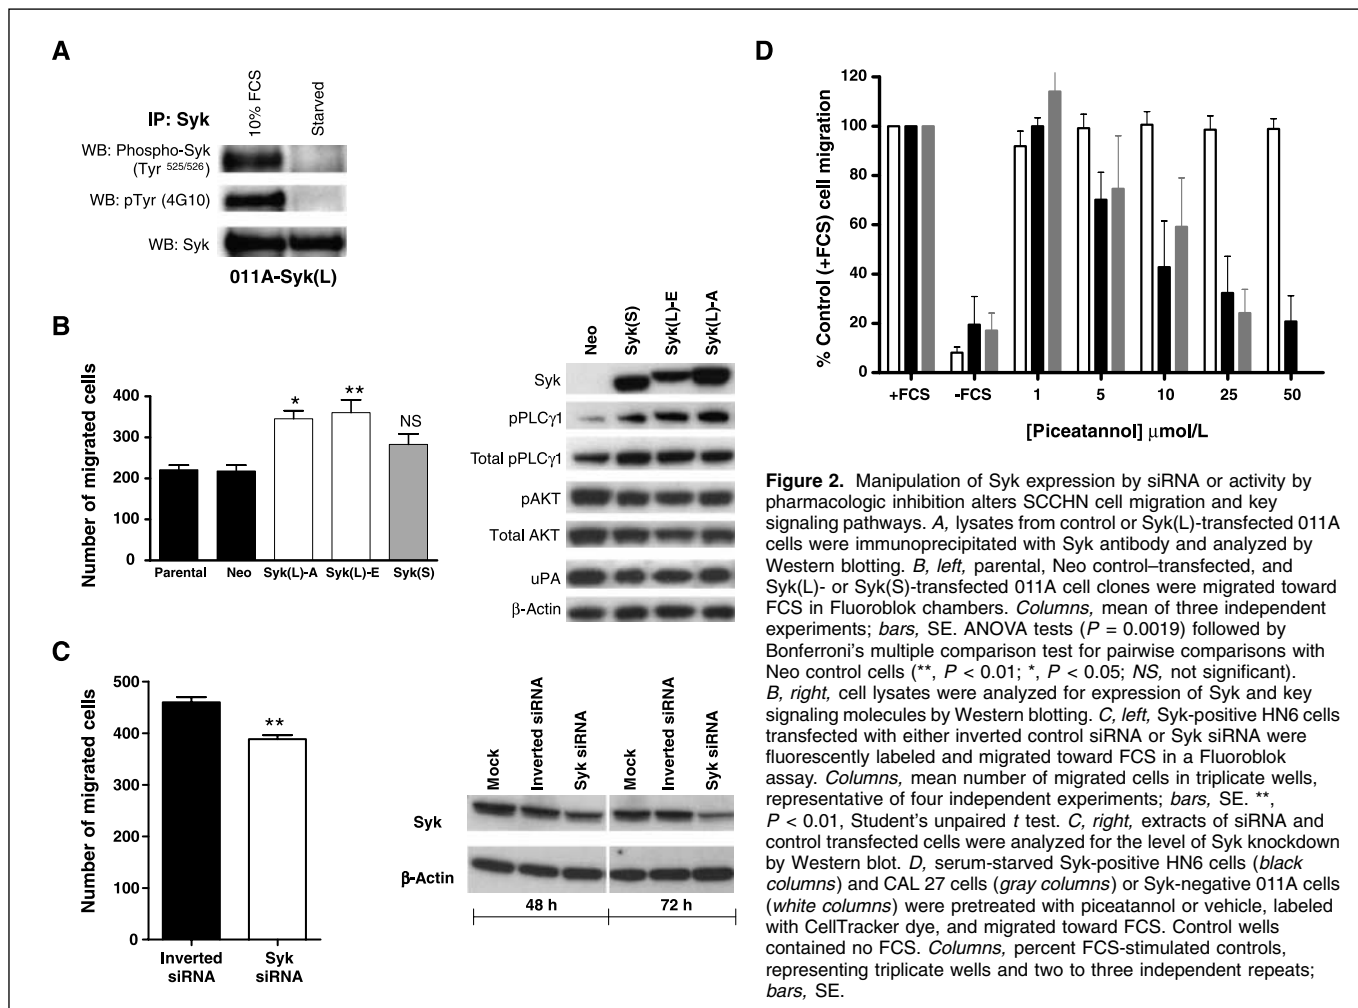 A
10% FCS
Starved
IP: Syk
WB: Phospho-Syk
(Tyr 525/526)
WB: pTyr (4G10)
WB: Syk
011A-Syk(L)
B
Number of migrated cells
400
300
200
100
0
*
**
NS
Parental
Neo
Syk(L)-A
Syk(L)-E
Syk(S)
Neo
Syk(S)
Syk(L)-E
Syk(L)-A
Syk
pPLCγ1
Total pPLCγ1
pAKT
Total AKT
uPA
β-Actin
C
Number of migrated cells
500
400
300
200
100
0
**
Inverted
siRNA
Syk
siRNA
Mock
Inverted siRNA
Syk siRNA
Mock
Inverted siRNA
Syk siRNA
Syk
β-Actin
48 h
72 h
D
% Control (+FCS) cell migration
120
100
80
60
40
20
0
+FCS
-FCS
1
5
10
25
50
[Piceatannol] μmol/L
Figure 2. Manipulation of Syk expression by siRNA or activity by
pharmacologic inhibition alters SCCHN cell migration and key
signaling pathways. A, lysates from control or Syk(L)-transfected 011A
cells were immunoprecipitated with Syk antibody and analyzed by
Western blotting. B, left, parental, Neo control–transfected, and
Syk(L)- or Syk(S)-transfected 011A cell clones were migrated toward
FCS in Fluoroblok chambers. Columns, mean of three independent
experiments; bars, SE. ANOVA tests (P = 0.0019) followed by
Bonferroni's multiple comparison test for pairwise comparisons with
Neo control cells (**, P < 0.01; *, P < 0.05; NS, not significant).
B, right, cell lysates were analyzed for expression of Syk and key
signaling molecules by Western blotting. C, left, Syk-positive HN6 cells
transfected with either inverted control siRNA or Syk siRNA were
fluorescently labeled and migrated toward FCS in a Fluoroblok
assay. Columns, mean number of migrated cells in triplicate wells,
representative of four independent experiments; bars, SE. **,
P < 0.01, Student's unpaired t test. C, right, extracts of siRNA and
control transfected cells were analyzed for the level of Syk knockdown
by Western blot. D, serum-starved Syk-positive HN6 cells (black
columns) and CAL 27 cells (gray columns) or Syk-negative 011A cells
(white columns) were pretreated with piceatannol or vehicle, labeled
with CellTracker dye, and migrated toward FCS. Control wells
contained no FCS. Columns, percent FCS-stimulated controls,
representing triplicate wells and two to three independent repeats;
bars, SE.